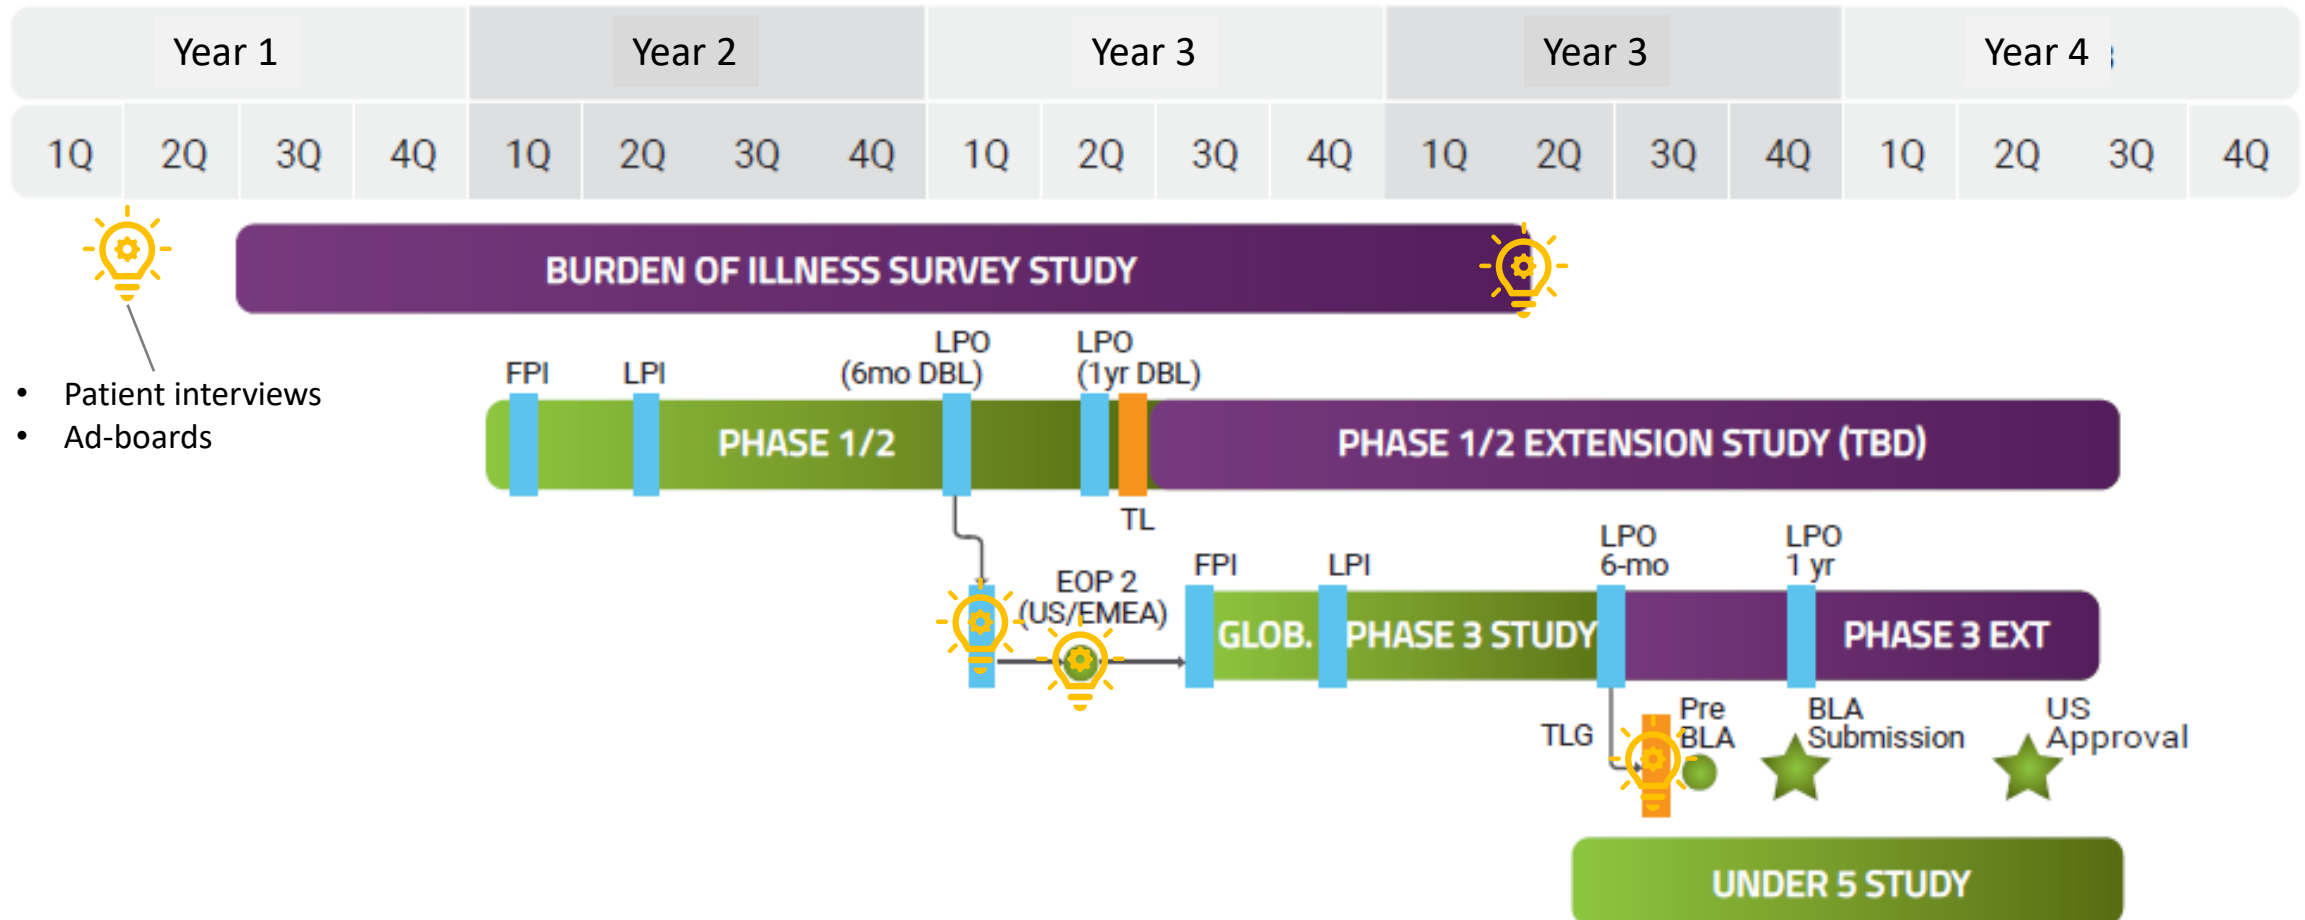 Year 1 Year 2 Year 3 Year 3 Year 4
1Q 2Q 3Q 4Q 1Q 2Q 3Q 4Q 1Q 2Q 3Q 4Q 1Q 2Q 3Q 4Q 1Q 2Q 3Q 4Q
BURDEN OF ILLNESS SURVEY STUDY
• Patient interviews
• Ad-boards
FPI
LPI
LPO
(6mo DBL)
LPO
(1yr DBL)
PHASE 1/2
PHASE 1/2 EXTENSION STUDY (TBD)
TL
EOP 2
(US/EMEA)
FPI
LPI
LPO
6-mo
LPO
1 yr
GLOB. PHASE 3 STUDY
PHASE 3 EXT
TLG
Pre
BLA
BLA
Submission
US
Approval
UNDER 5 STUDY